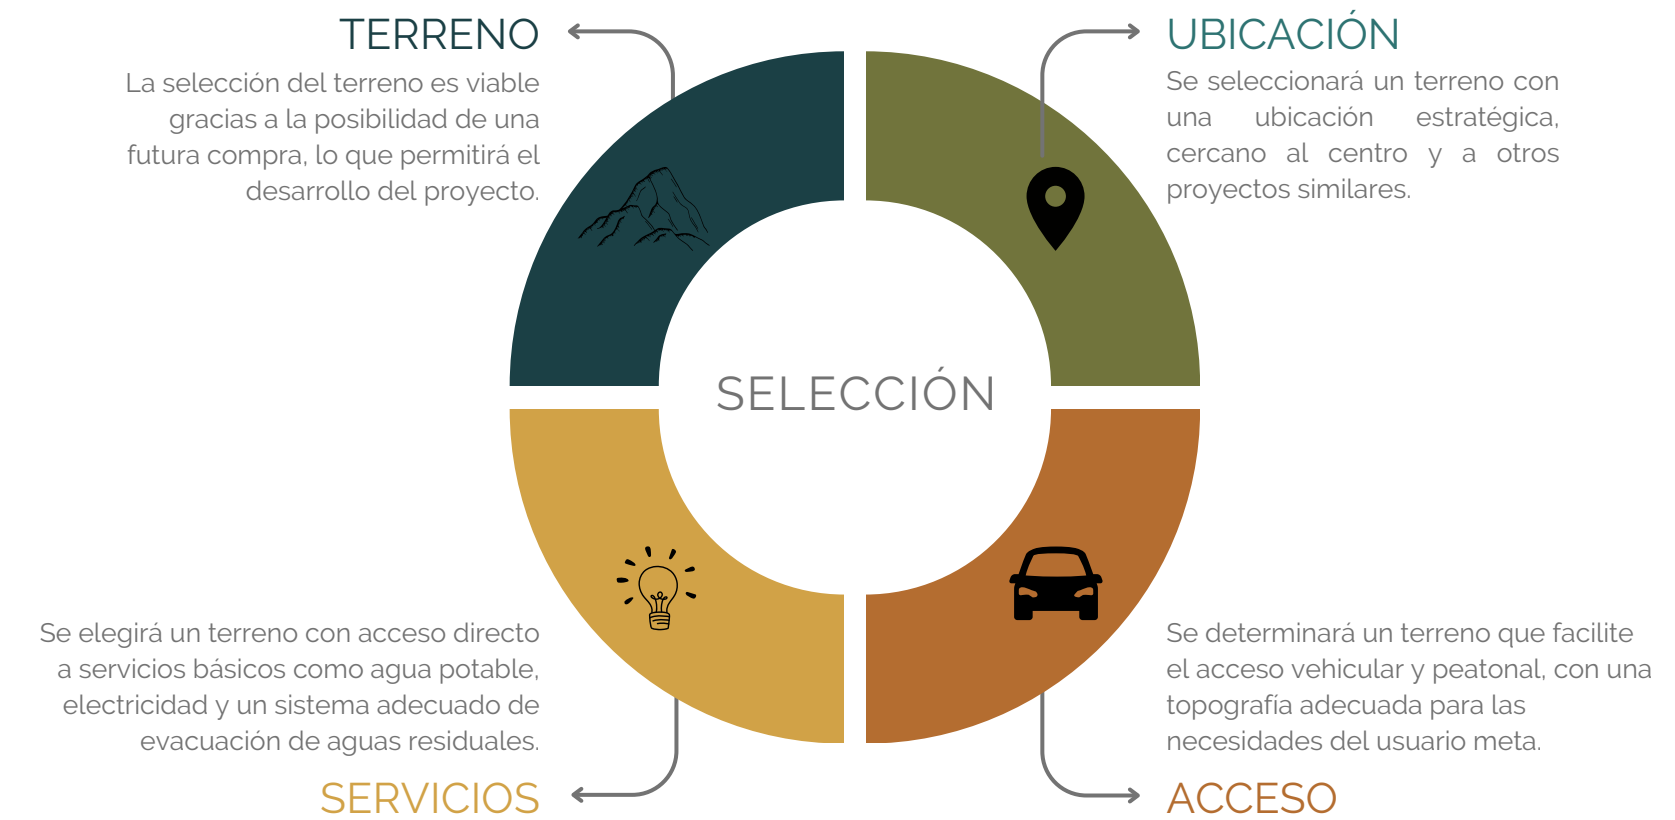 TERRENO
La selección del terreno es viable
gracias a la posibilidad de una
futura compra, lo que permitirá el
desarrollo del proyecto.
UBICACIÓN
Se seleccionará un terreno con
una ubicación estratégica,
cercano al centro y a otros
proyectos similares.
SELECCIÓN
Se elegirá un terreno con acceso directo
a servicios básicos como agua potable,
electricidad y un sistema adecuado de
evacuación de aguas residuales.
SERVICIOS
Se determinará un terreno que facilite
el acceso vehicular y peatonal, con una
topografía adecuada para las
necesidades del usuario meta.
ACCESO